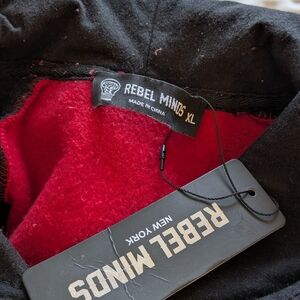 REBEL MINDS XL
MADE IN CHINA
REBEL MINDS
NEW YORK